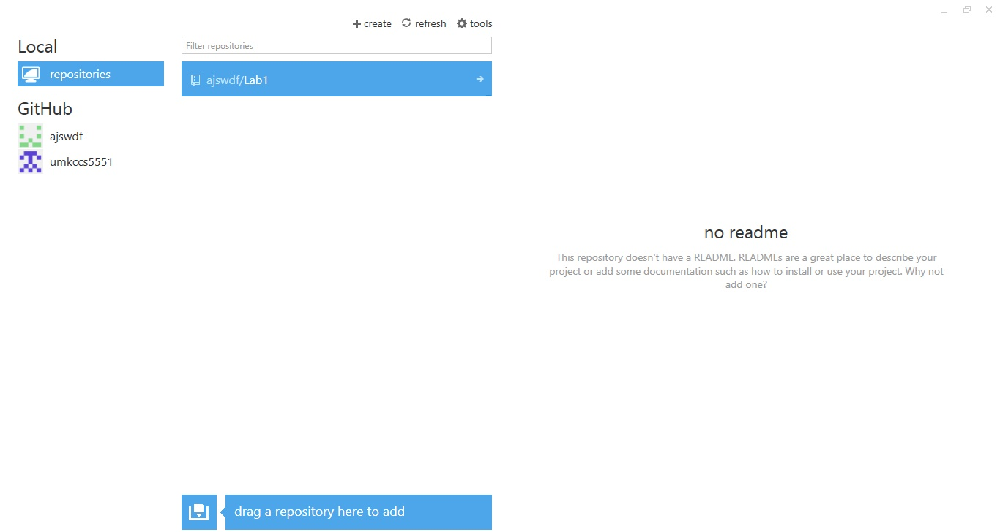 create refresh tools
Local
Filter repositories
repositories
ajswdf/Lab1
GitHub
ajswdf
umkccs5551
no readme
This repository doesn't have a README. READMEs are a great place to describe your
project or add some documentation such as how to install or use your project. Why not
add one?
drag a repository here to add